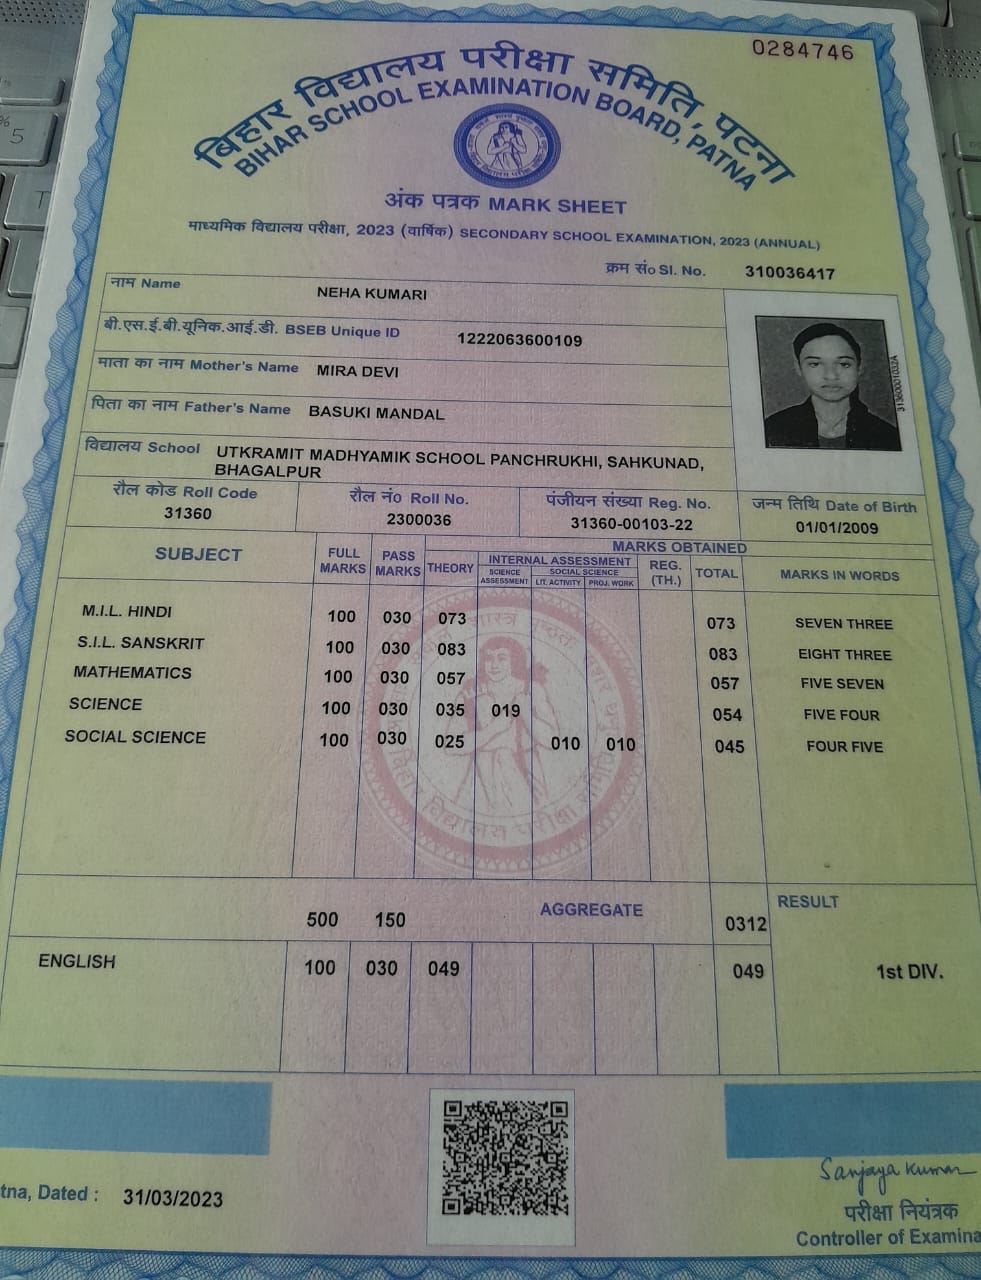 0284746
बिहार विद्यालय परीक्षा समिति, पटना
BIHAR SCHOOL EXAMINATION BOARD, PATNA
अंक पत्रक MARK SHEET
माध्यमिक विद्यालय परीक्षा, 2023 (वार्षिक) SECONDARY SCHOOL EXAMINATION, 2023 (ANNUAL)
क्रम सं० Sl. No. 310036417
नाम Name NEHA KUMARI
बी.एस.ई.बी.यूनिक.आई.डी. BSEB Unique ID 1222063600109
माता का नाम Mother's Name MIRA DEVI
पिता का नाम Father's Name BASUKI MANDAL
विद्यालय School UTKRAMIT MADHYAMIK SCHOOL PANCHRUKHI, SAHKUNAD,
BHAGALPUR
रौल कोड Roll Code रौल नं० Roll No. पंजीयन संख्या Reg. No. जन्म तिथि Date of Birth
31360 2300036 31360-00103-22 01/01/2009
SUBJECT FULL MARKS PASS MARKS MARKS OBTAINED
THEORY INTERNAL ASSESSMENT REG. (TH.) TOTAL MARKS IN WORDS
SCIENCE ASSESSMENT SOCIAL SCIENCE
LIT. ACTIVITY PROJ. WORK
M.I.L. HINDI 100 030 073 073 SEVEN THREE
S.I.L. SANSKRIT 100 030 083 083 EIGHT THREE
MATHEMATICS 100 030 057 057 FIVE SEVEN
SCIENCE 100 030 035 019 054 FIVE FOUR
SOCIAL SCIENCE 100 030 025 010 010 045 FOUR FIVE
बिहार विद्यालय परीक्षा समिति
500 150 AGGREGATE 0312 RESULT
ENGLISH 100 030 049 049 1st DIV.
tna, Dated : 31/03/2023
Sanjaya Kumar
परीक्षा नियंत्रक
Controller of Examina